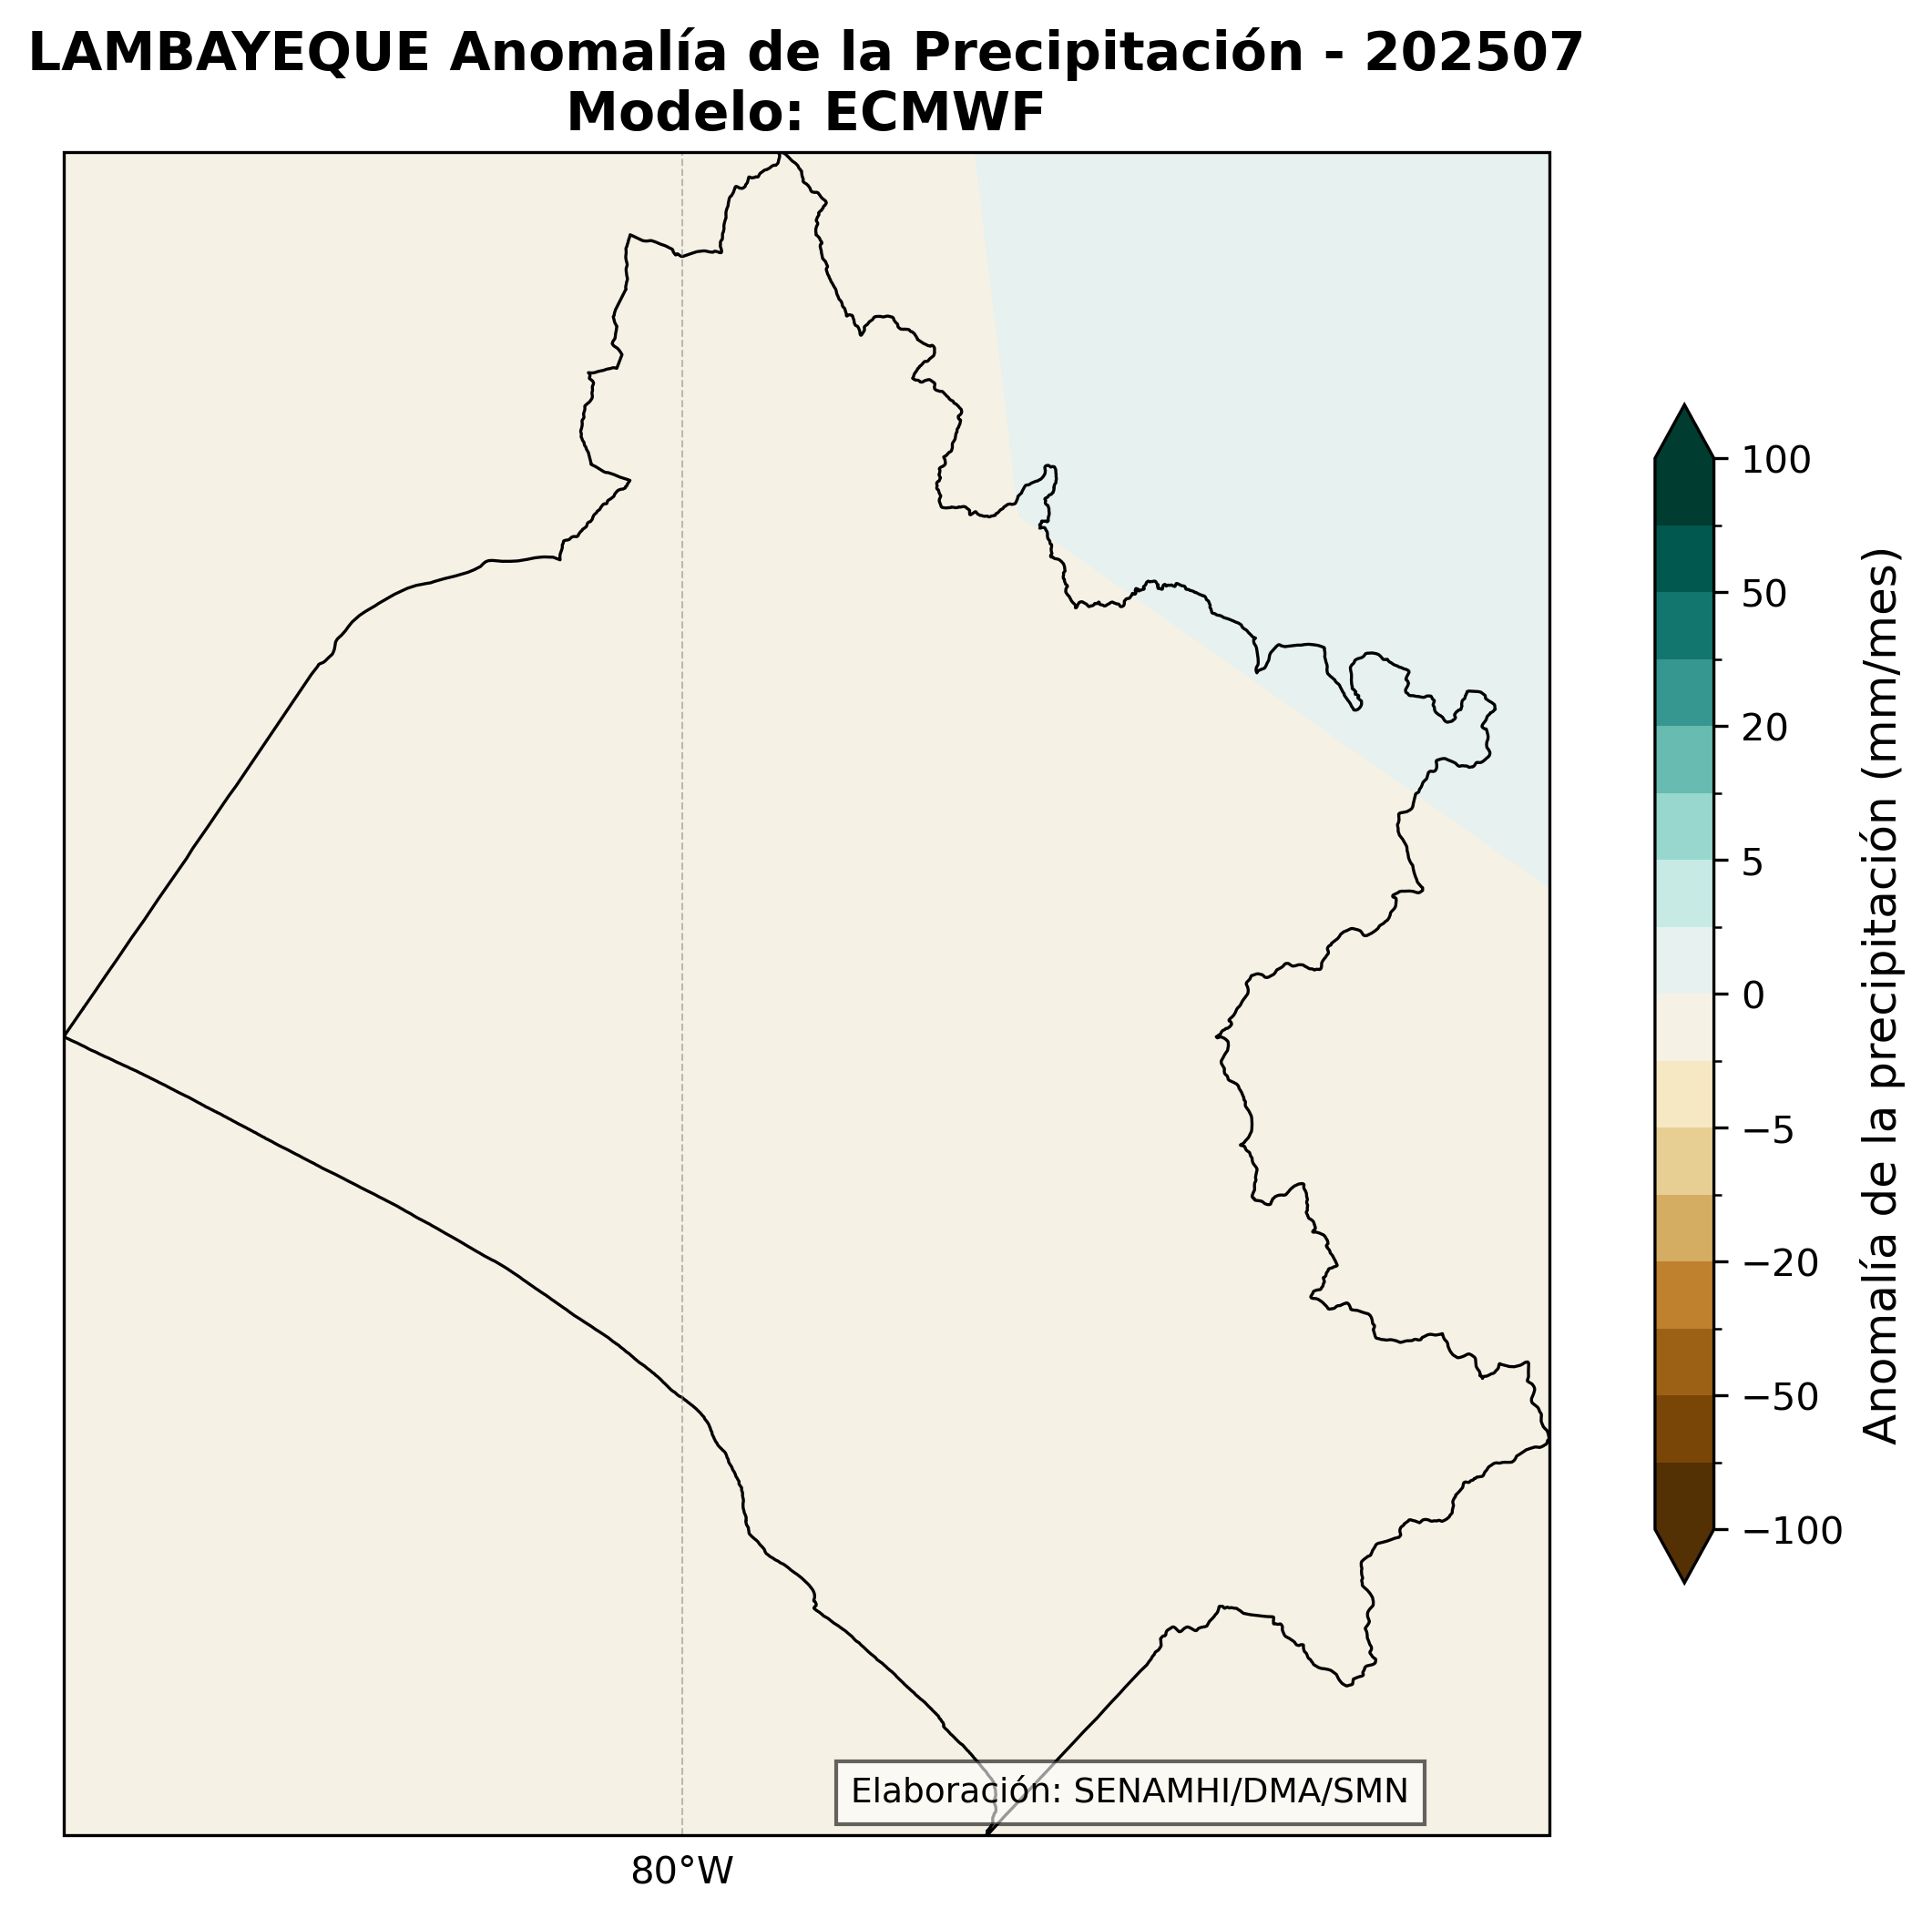 LAMBAYEQUE Anomalía de la Precipitación - 202507
Modelo: ECMWF
100
50
20
5
0
−5
−20
−50
−100
Anomalía de la precipitación (mm/mes)
Elaboración: SENAMHI/DMA/SMN
80°W